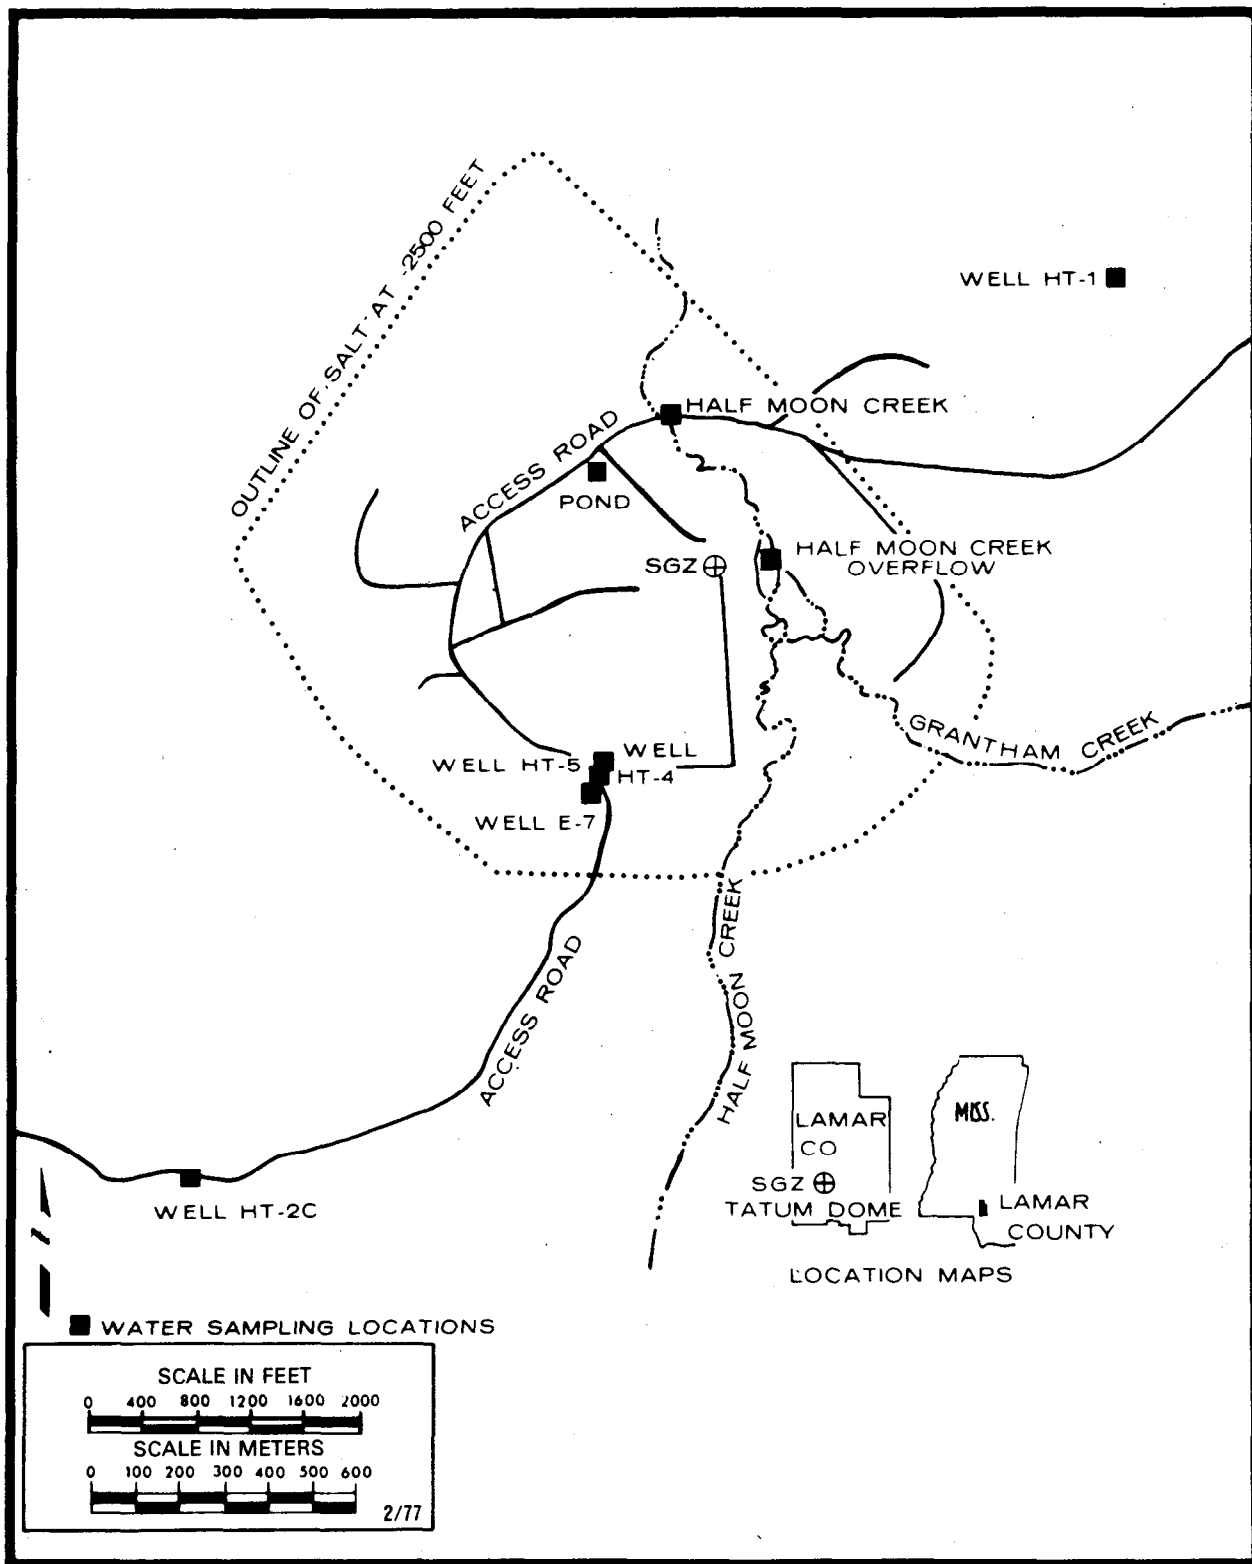 OUTLINE OF SALT AT -2500 FEET
WELL HT-1
HALF MOON CREEK
ACCESS ROAD
POND
HALF MOON CREEK
OVERFLOW
SGZ
GRANTHAM CREEK
WELL HT-5
WELL
HT-4
WELL E-7
HALF MOON CREEK
ACCESS ROAD
WELL HT-2C
LAMAR
CO
SGZ
TATUM DOME
MISS.
LAMAR
COUNTY
LOCATION MAPS
WATER SAMPLING LOCATIONS
SCALE IN FEET
0 400 800 1200 1600 2000
SCALE IN METERS
0 100 200 300 400 500 600
2/77